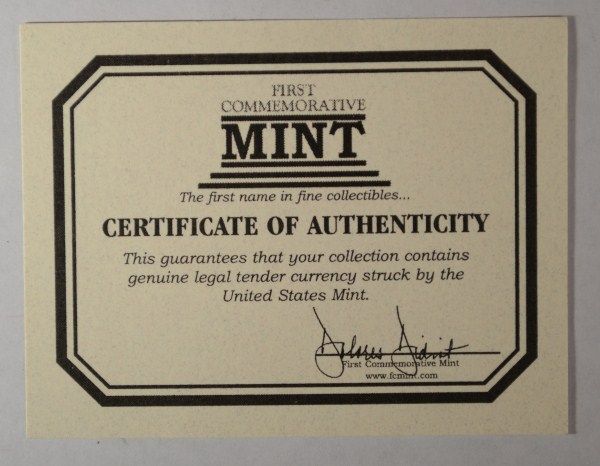 FIRST
COMMEMORATIVE
MINT
The first name in fine collectibles...
CERTIFICATE OF AUTHENTICITY
This guarantees that your collection contains
genuine legal tender currency struck by the
United States Mint.
Dolores
First Commemorative Mint
www.fcmint.com